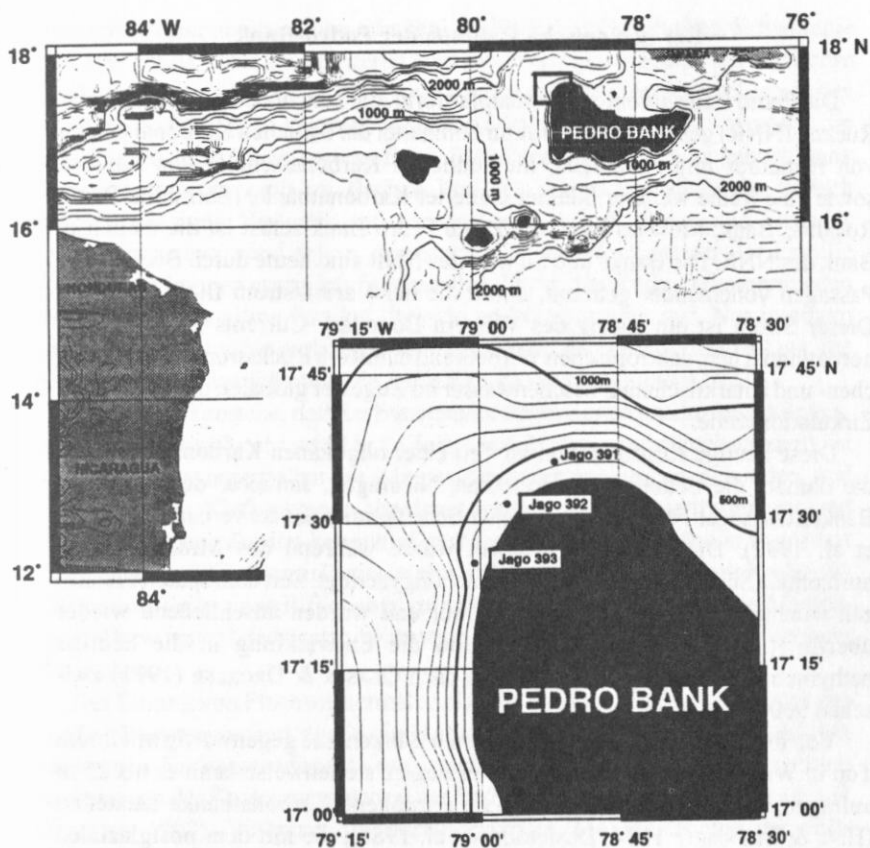 84° W 82° 80° 78° 76°
18° 18° N
2000 m
1000 m
PEDRO BANK
1000 m
1000 m
2000 m
16° 16°
2000 m
HONDURAS
79° 15' W 79° 00' 78° 45' 78° 30'
17° 45' 17° 45' N
1000m
14°
Jago 391
NICARAGUA
Jago 392
500m
17° 30' 17° 30'
Jago 393
12°
84°
17° 15' 17° 15'
PEDRO BANK
17° 00' 17° 00'
79° 15' 79° 00' 78° 45' 78° 30'